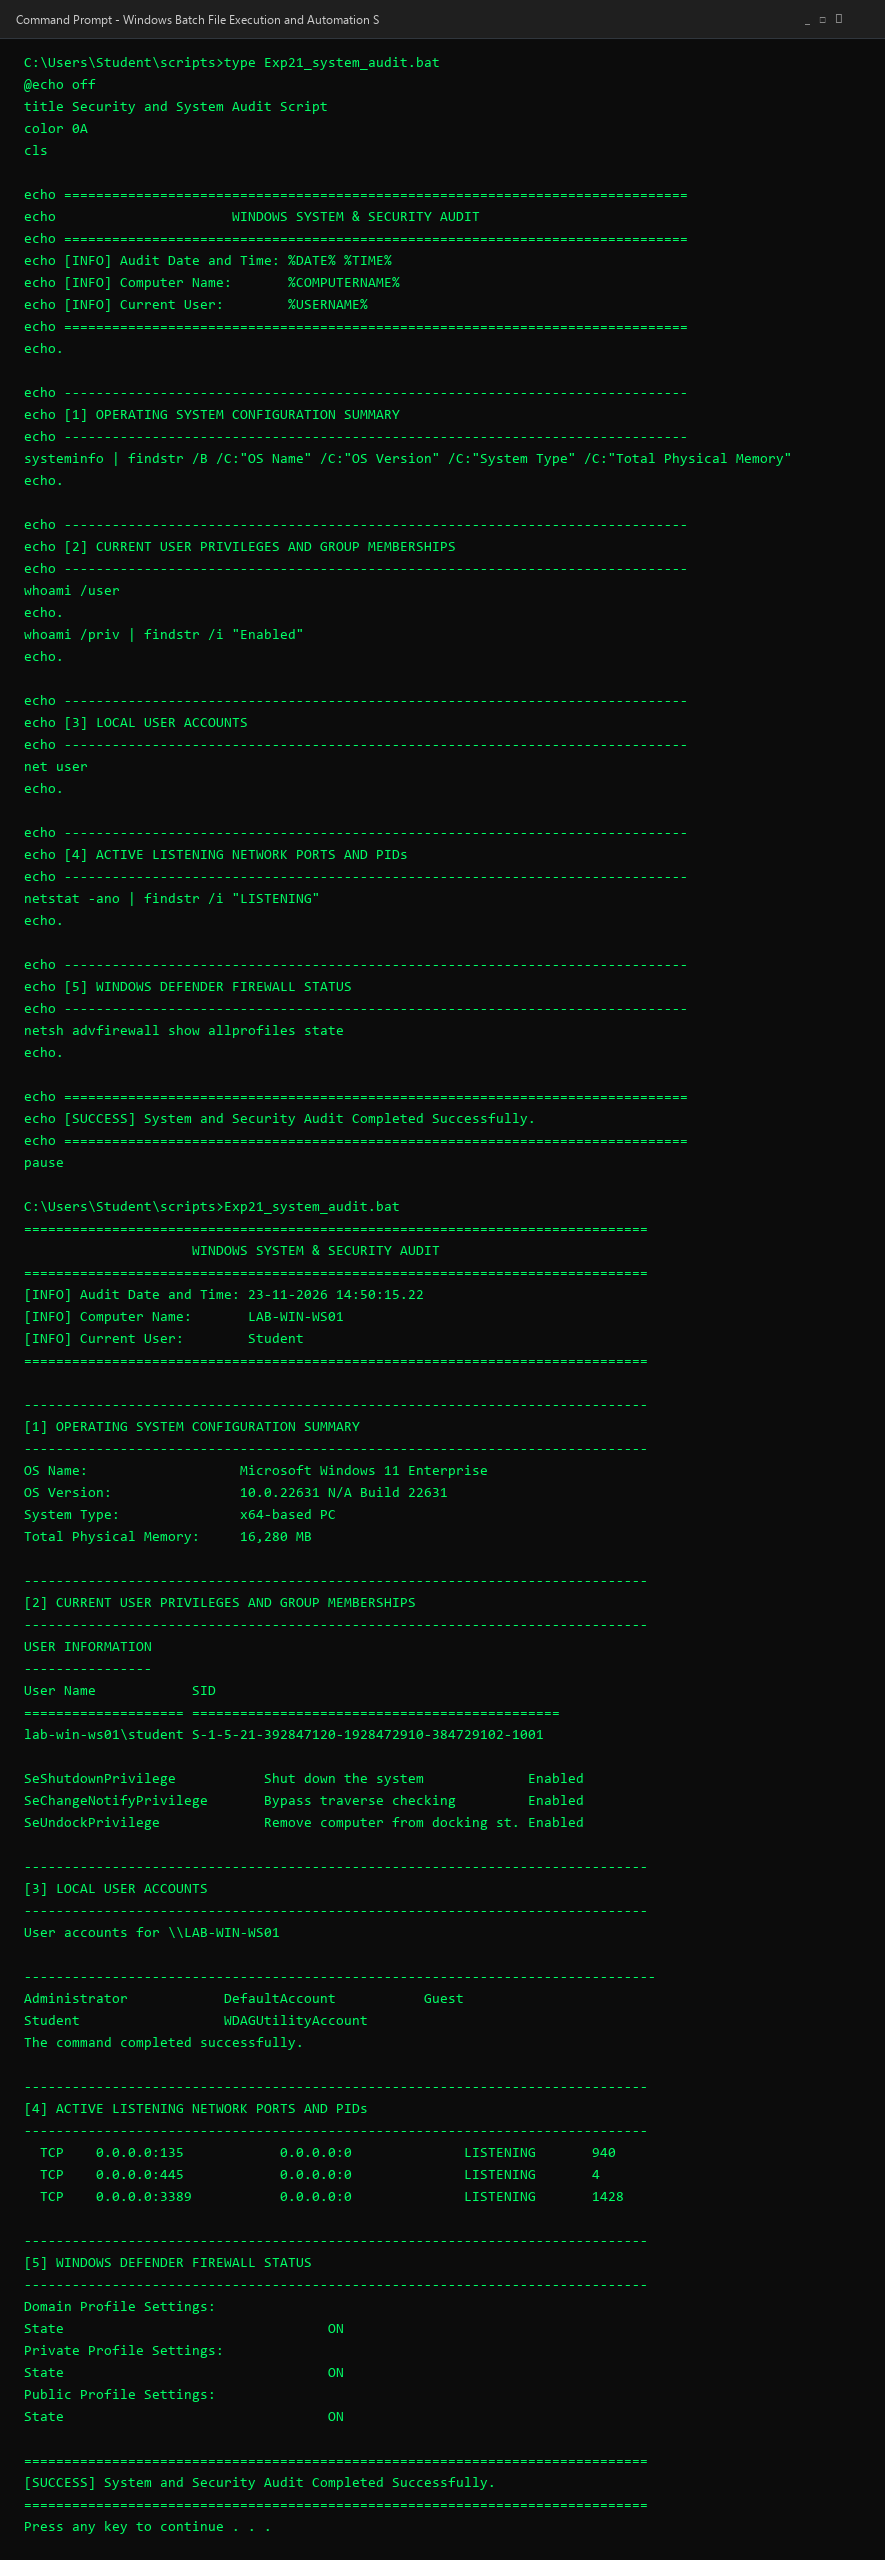 Command Prompt - Windows Batch File Execution and Automation S
C:\Users\Student\scripts>type Exp21_system_audit.bat
@echo off
title Security and System Audit Script
color 0A
cls
echo ==============================================================================
echo                      WINDOWS SYSTEM & SECURITY AUDIT
echo ==============================================================================
echo [INFO] Audit Date and Time: %DATE% %TIME%
echo [INFO] Computer Name:       %COMPUTERNAME%
echo [INFO] Current User:        %USERNAME%
echo ==============================================================================
echo.
echo ------------------------------------------------------------------------------
echo [1] OPERATING SYSTEM CONFIGURATION SUMMARY
echo ------------------------------------------------------------------------------
systeminfo | findstr /B /C:"OS Name" /C:"OS Version" /C:"System Type" /C:"Total Physical Memory"
echo.
echo ------------------------------------------------------------------------------
echo [2] CURRENT USER PRIVILEGES AND GROUP MEMBERSHIPS
echo ------------------------------------------------------------------------------
whoami /user
echo.
whoami /priv | findstr /i "Enabled"
echo.
echo ------------------------------------------------------------------------------
echo [3] LOCAL USER ACCOUNTS
echo ------------------------------------------------------------------------------
net user
echo.
echo ------------------------------------------------------------------------------
echo [4] ACTIVE LISTENING NETWORK PORTS AND PIDs
echo ------------------------------------------------------------------------------
netstat -ano | findstr /i "LISTENING"
echo.
echo ------------------------------------------------------------------------------
echo [5] WINDOWS DEFENDER FIREWALL STATUS
echo ------------------------------------------------------------------------------
netsh advfirewall show allprofiles state
echo.
echo ==============================================================================
echo [SUCCESS] System and Security Audit Completed Successfully.
echo ==============================================================================
pause
C:\Users\Student\scripts>Exp21_system_audit.bat
==============================================================================
                     WINDOWS SYSTEM & SECURITY AUDIT
==============================================================================
[INFO] Audit Date and Time: 23-11-2026 14:50:15.22
[INFO] Computer Name:       LAB-WIN-WS01
[INFO] Current User:        Student
==============================================================================
------------------------------------------------------------------------------
[1] OPERATING SYSTEM CONFIGURATION SUMMARY
------------------------------------------------------------------------------
OS Name:                   Microsoft Windows 11 Enterprise
OS Version:                10.0.22631 N/A Build 22631
System Type:               x64-based PC
Total Physical Memory:     16,280 MB
------------------------------------------------------------------------------
[2] CURRENT USER PRIVILEGES AND GROUP MEMBERSHIPS
------------------------------------------------------------------------------
USER INFORMATION
----------------
User Name            SID
==================== ==============================================
lab-win-ws01\student S-1-5-21-392847120-1928472910-384729102-1001
SeShutdownPrivilege           Shut down the system             Enabled
SeChangeNotifyPrivilege       Bypass traverse checking         Enabled
SeUndockPrivilege             Remove computer from docking st. Enabled
------------------------------------------------------------------------------
[3] LOCAL USER ACCOUNTS
------------------------------------------------------------------------------
User accounts for \\LAB-WIN-WS01
-------------------------------------------------------------------------------
Administrator            DefaultAccount           Guest
Student                  WDAGUtilityAccount
The command completed successfully.
------------------------------------------------------------------------------
[4] ACTIVE LISTENING NETWORK PORTS AND PIDs
------------------------------------------------------------------------------
  TCP    0.0.0.0:135            0.0.0.0:0              LISTENING       940
  TCP    0.0.0.0:445            0.0.0.0:0              LISTENING       4
  TCP    0.0.0.0:3389           0.0.0.0:0              LISTENING       1428
------------------------------------------------------------------------------
[5] WINDOWS DEFENDER FIREWALL STATUS
------------------------------------------------------------------------------
Domain Profile Settings:
State                                 ON
Private Profile Settings:
State                                 ON
Public Profile Settings:
State                                 ON
==============================================================================
[SUCCESS] System and Security Audit Completed Successfully.
==============================================================================
Press any key to continue . . .